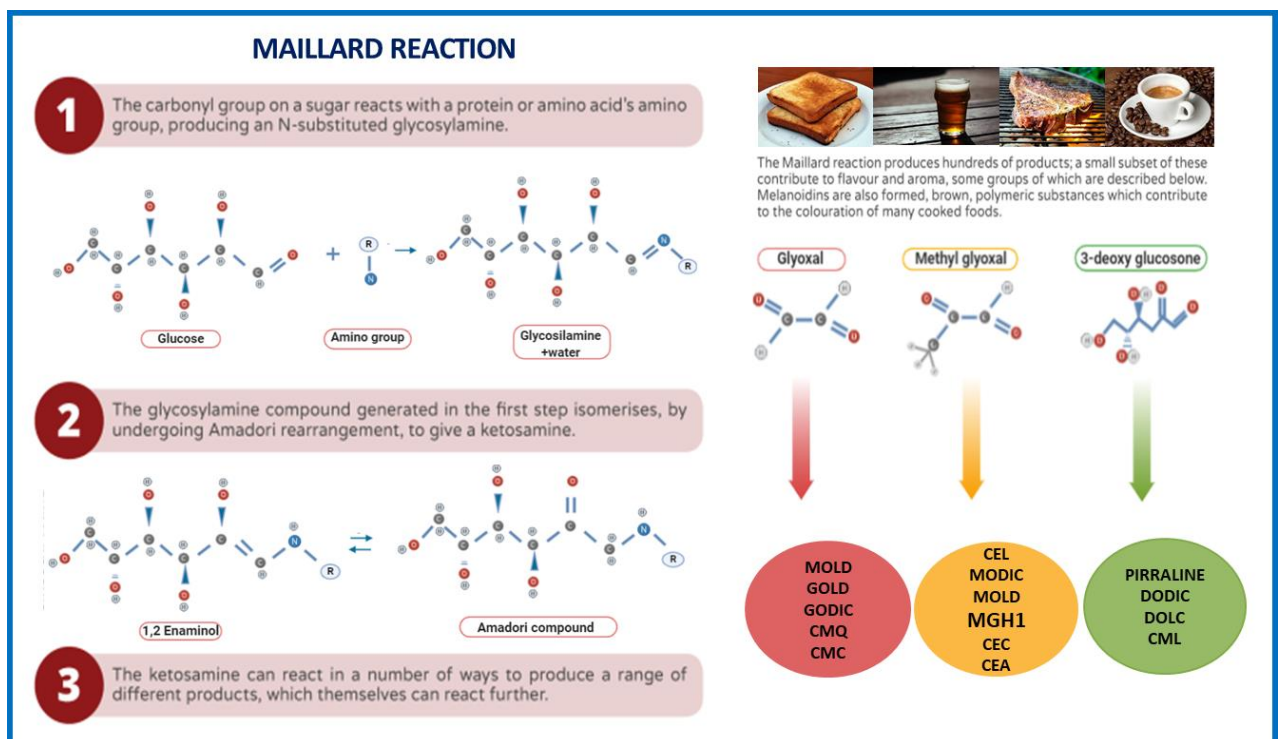 MAILLARD REACTION
1
The carbonyl group on a sugar reacts with a protein or amino acid's amino
group, producing an N-substituted glycosylamine.
Glucose
+
Amino group
Glycosilamine
+water
2
The glycosylamine compound generated in the first step isomerises, by
undergoing Amadori rearrangement, to give a ketosamine.
1,2 Enaminol
Amadori compound
3
The ketosamine can react in a number of ways to produce a range of
different products, which themselves can react further.
The Maillard reaction produces hundreds of products; a small subset of these
contribute to flavour and aroma, some groups of which are described below.
Melanoidins are also formed, brown, polymeric substances which contribute
to the colouration of many cooked foods.
Glyoxal
Methyl glyoxal
3-deoxy glucosone
MOLD
GOLD
GODIC
CMQ
CMC
CEL
MODIC
MOLD
MGH1
CEC
CEA
PIRRALINE
DODIC
DOLC
CML